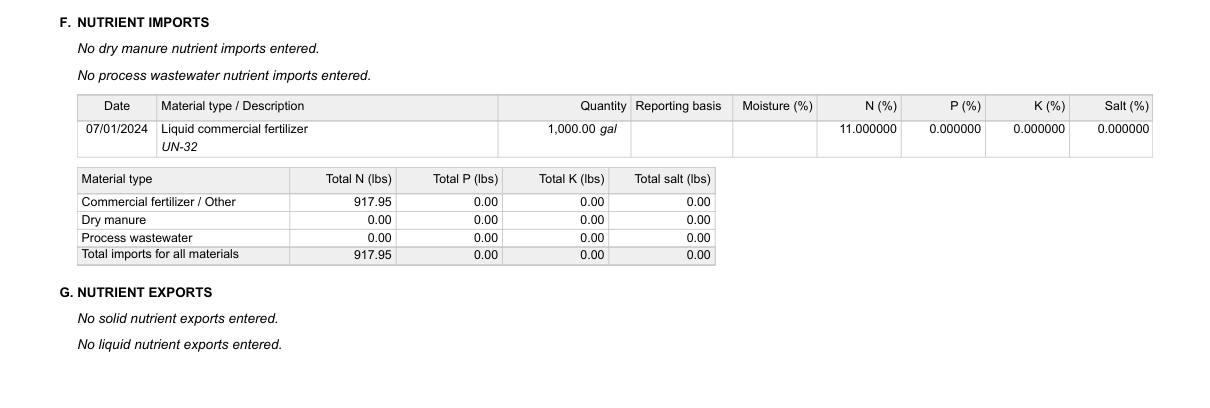 F. NUTRIENT IMPORTS
No dry manure nutrient imports entered.
No process wastewater nutrient imports entered.
Date Material type / Description Quantity Reporting basis Moisture (%) N (%) P (%) K (%) Salt (%)
07/01/2024 Liquid commercial fertilizer 1,000.00 gal 11.000000 0.000000 0.000000 0.000000
UN-32
Material type Total N (lbs) Total P (lbs) Total K (lbs) Total salt (lbs)
Commercial fertilizer / Other 917.95 0.00 0.00 0.00
Dry manure 0.00 0.00 0.00 0.00
Process wastewater 0.00 0.00 0.00 0.00
Total imports for all materials 917.95 0.00 0.00 0.00
G. NUTRIENT EXPORTS
No solid nutrient exports entered.
No liquid nutrient exports entered.